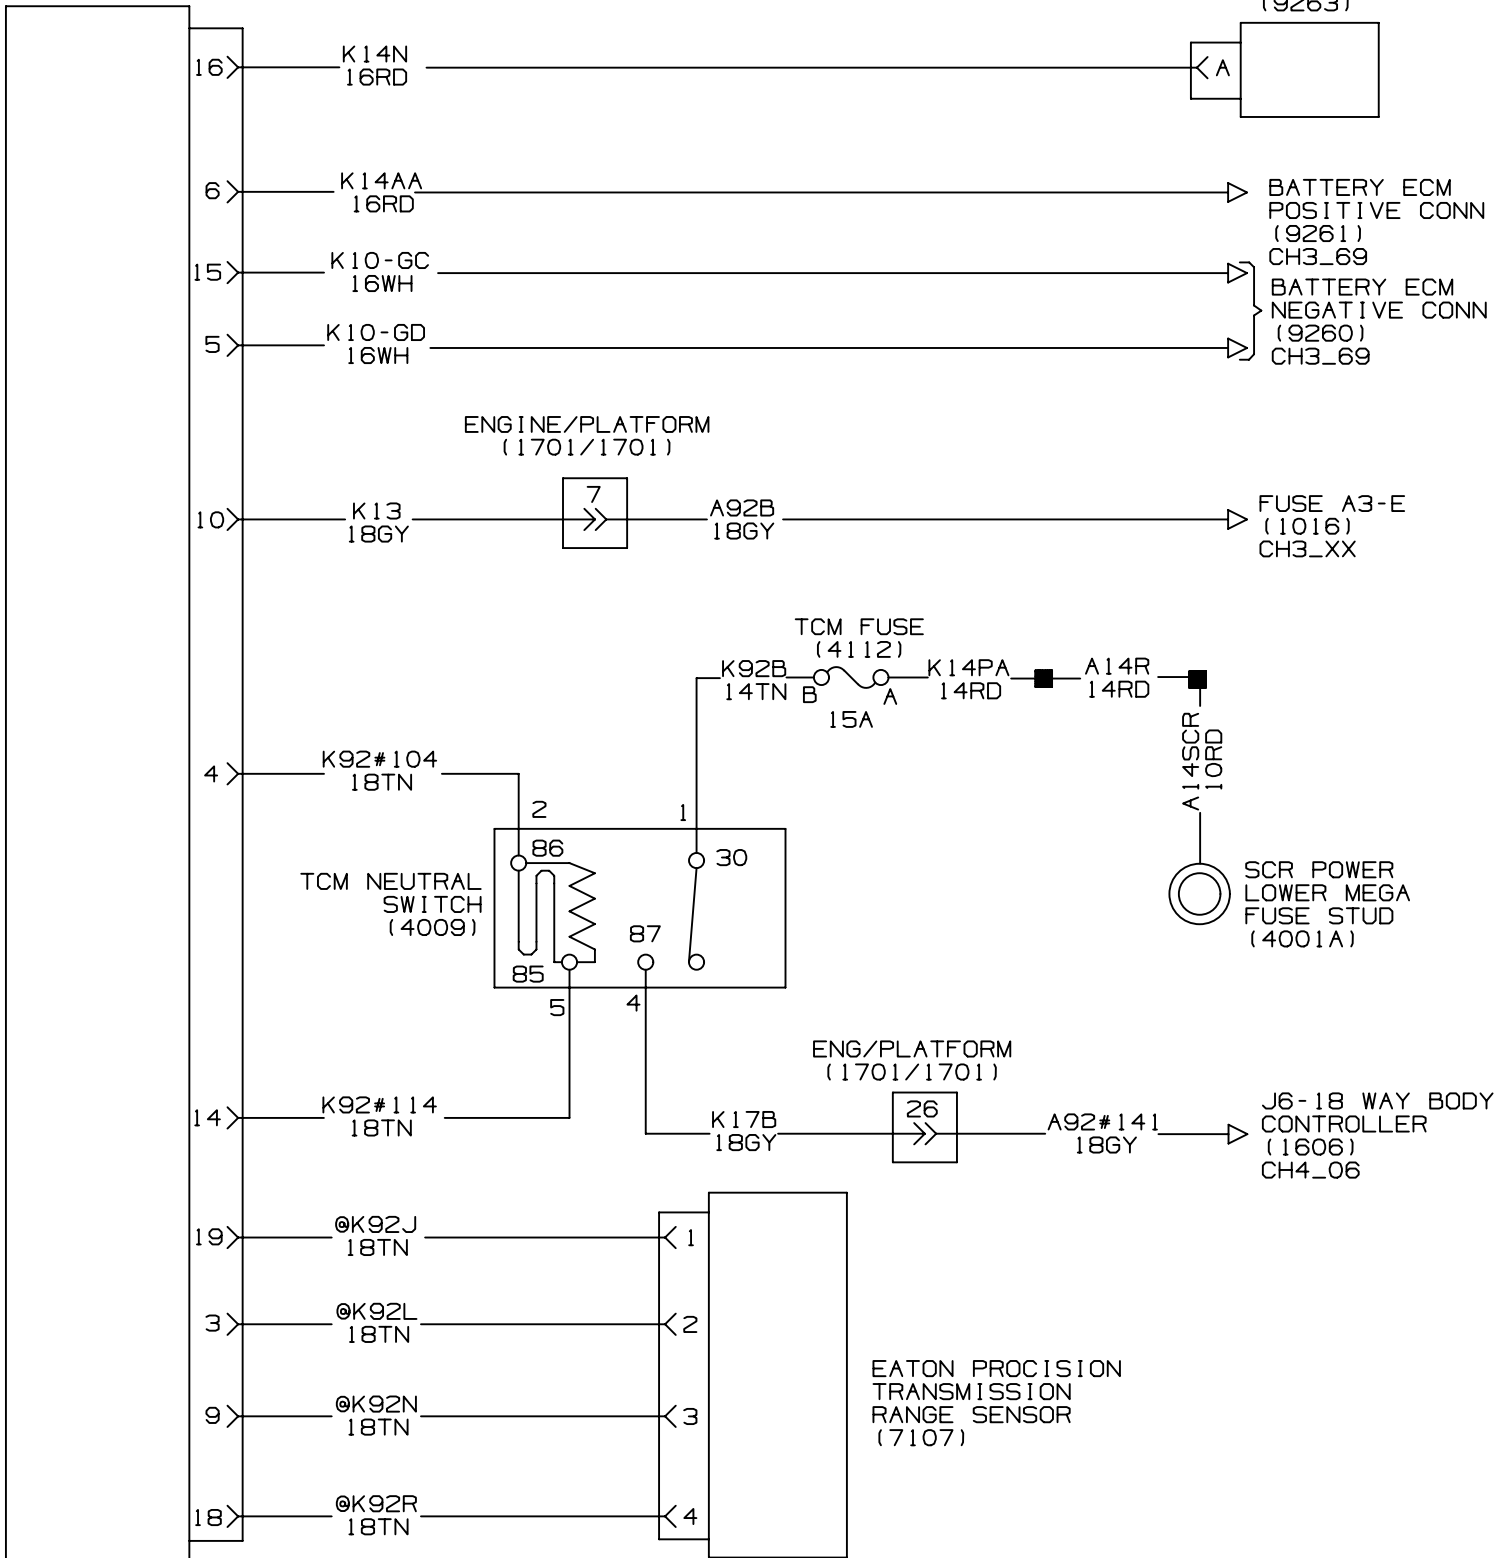 (9263)
16
K14N
16RD
A
6
K14AA
16RD
BATTERY ECM
POSITIVE CONN
(9261)
CH3_69
15
K10-GC
16WH
BATTERY ECM
NEGATIVE CONN
(9260)
CH3_69
5
K10-GD
16WH
ENGINE/PLATFORM
(1701/1701)
10
K13
18GY
7
A92B
18GY
FUSE A3-E
(1016)
CH3_XX
TCM FUSE
(4112)
K92B
14TN
B
A
15A
K14PA
14RD
A14R
14RD
A14SCR
10RD
SCR POWER
LOWER MEGA
FUSE STUD
(4001A)
4
K92#104
18TN
2
1
86
30
TCM NEUTRAL
SWITCH
(4009)
87
85
5
4
ENG/PLATFORM
(1701/1701)
14
K92#114
18TN
K17B
18GY
26
A92#141
18GY
J6-18 WAY BODY
CONTROLLER
(1606)
CH4_06
19
@K92J
18TN
1
3
@K92L
18TN
2
9
@K92N
18TN
3
18
@K92R
18TN
4
EATON PROCISION
TRANSMISSION
RANGE SENSOR
(7107)